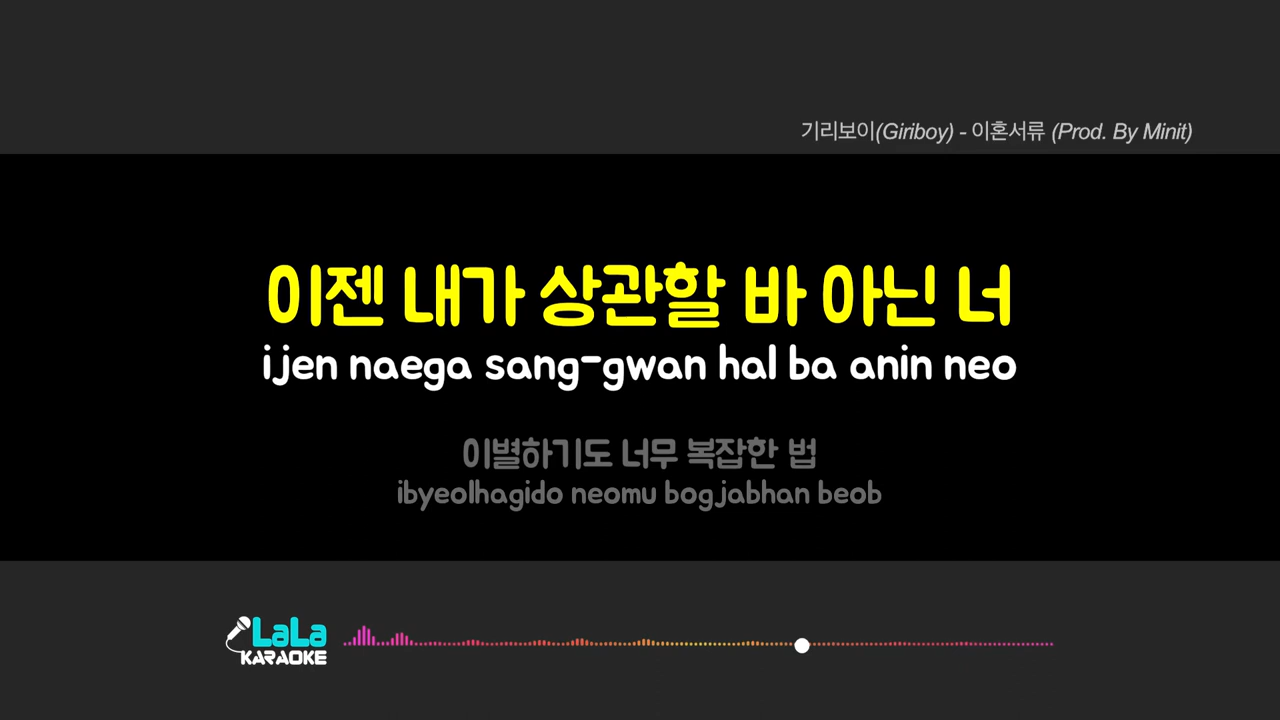 기리보이(Giriboy) - 이혼서류 (Prod. By Minit)
이젠 내가 상관할 바 아닌 너
ijen naega sang-gwan hal ba anin neo
이별하기도 너무 복잡한 법
ibyeolhagido neomu bogjabhan beob
LaLa
KARAOKE